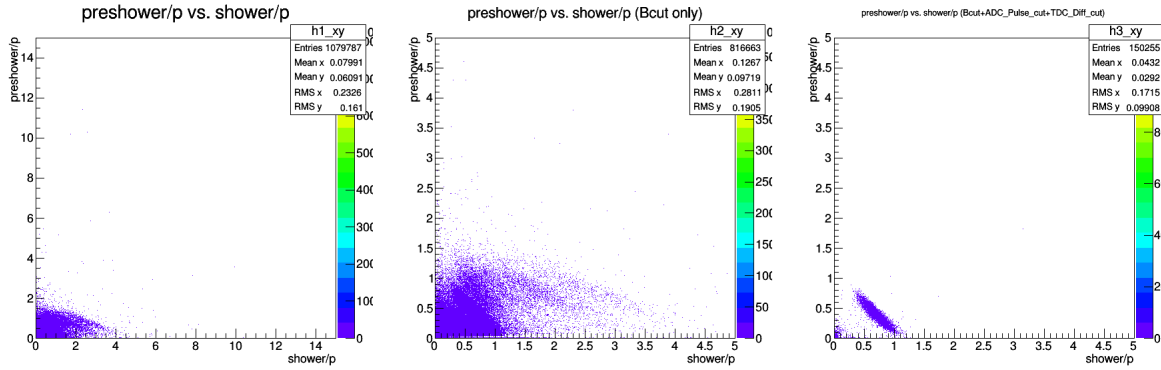 preshower/p vs. shower/p
h1_xy
Entries 1079787
Mean x 0.07991
Mean y 0.06091
RMS x 0.2326
RMS y 0.161
preshower/p
14
12
10
8
6
4
2
0
0 2 4 6 8 10 12 14
shower/p
500
400
300
200
0
preshower/p vs. shower/p (Bcut only)
h2_xy
Entries 816663
Mean x 0.1267
Mean y 0.09719
RMS x 0.2811
RMS y 0.1905
preshower/p
5
4.5
4
3.5
3
2.5
2
1.5
1
0.5
0
0 0.5 1 1.5 2 2.5 3 3.5 4 4.5 5
shower/p
50
0
preshower/p vs. shower/p (Bcut+ADC_Pulse_cut+TDC_Diff_cut)
h3_xy
Entries 150255
Mean x 0.0432
Mean y 0.0292
RMS x 0.1715
RMS y 0.09908
preshower/p
5
4.5
4
3.5
3
2.5
2
1.5
1
0.5
0
0 0.5 1 1.5 2 2.5 3 3.5 4 4.5 5
shower/p
8
6
4
2
0